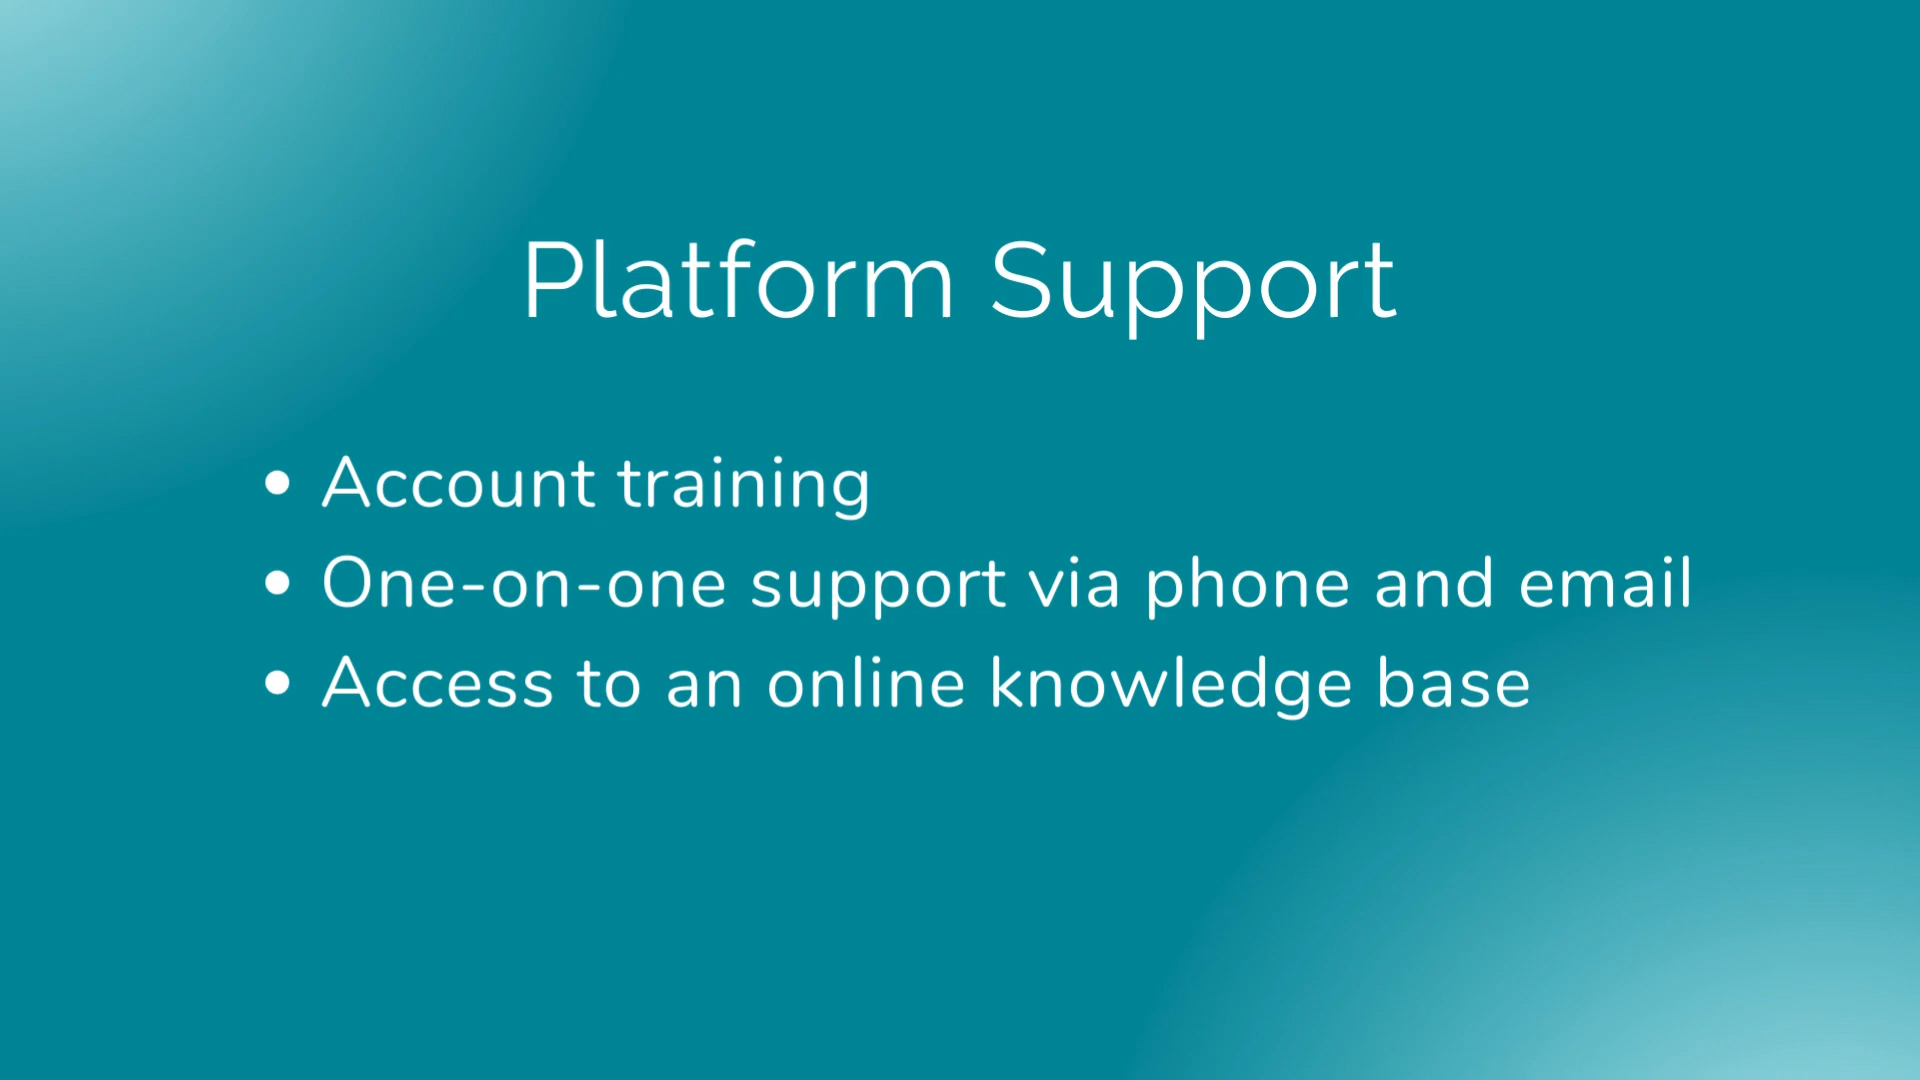 Platform Support
• Account training
• One-on-one support via phone and email
• Access to an online knowledge base